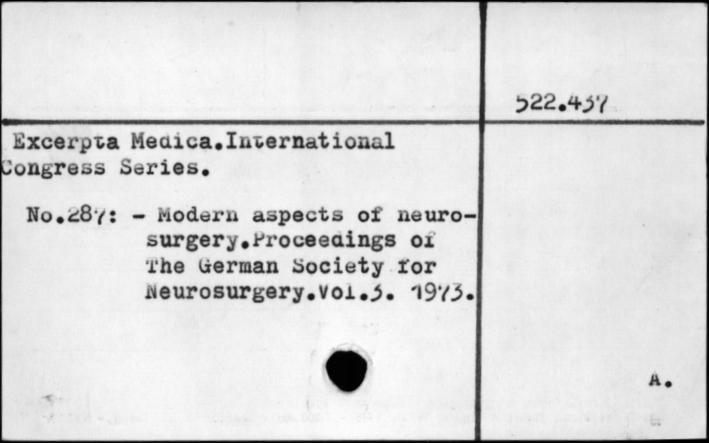 522.437
Excerpta Medica.International
Congress Series.
No.287: - Modern aspects of neuro-
surgery.Proceedings of
The German Society for
Neurosurgery.Vol.3. 1973.
A.